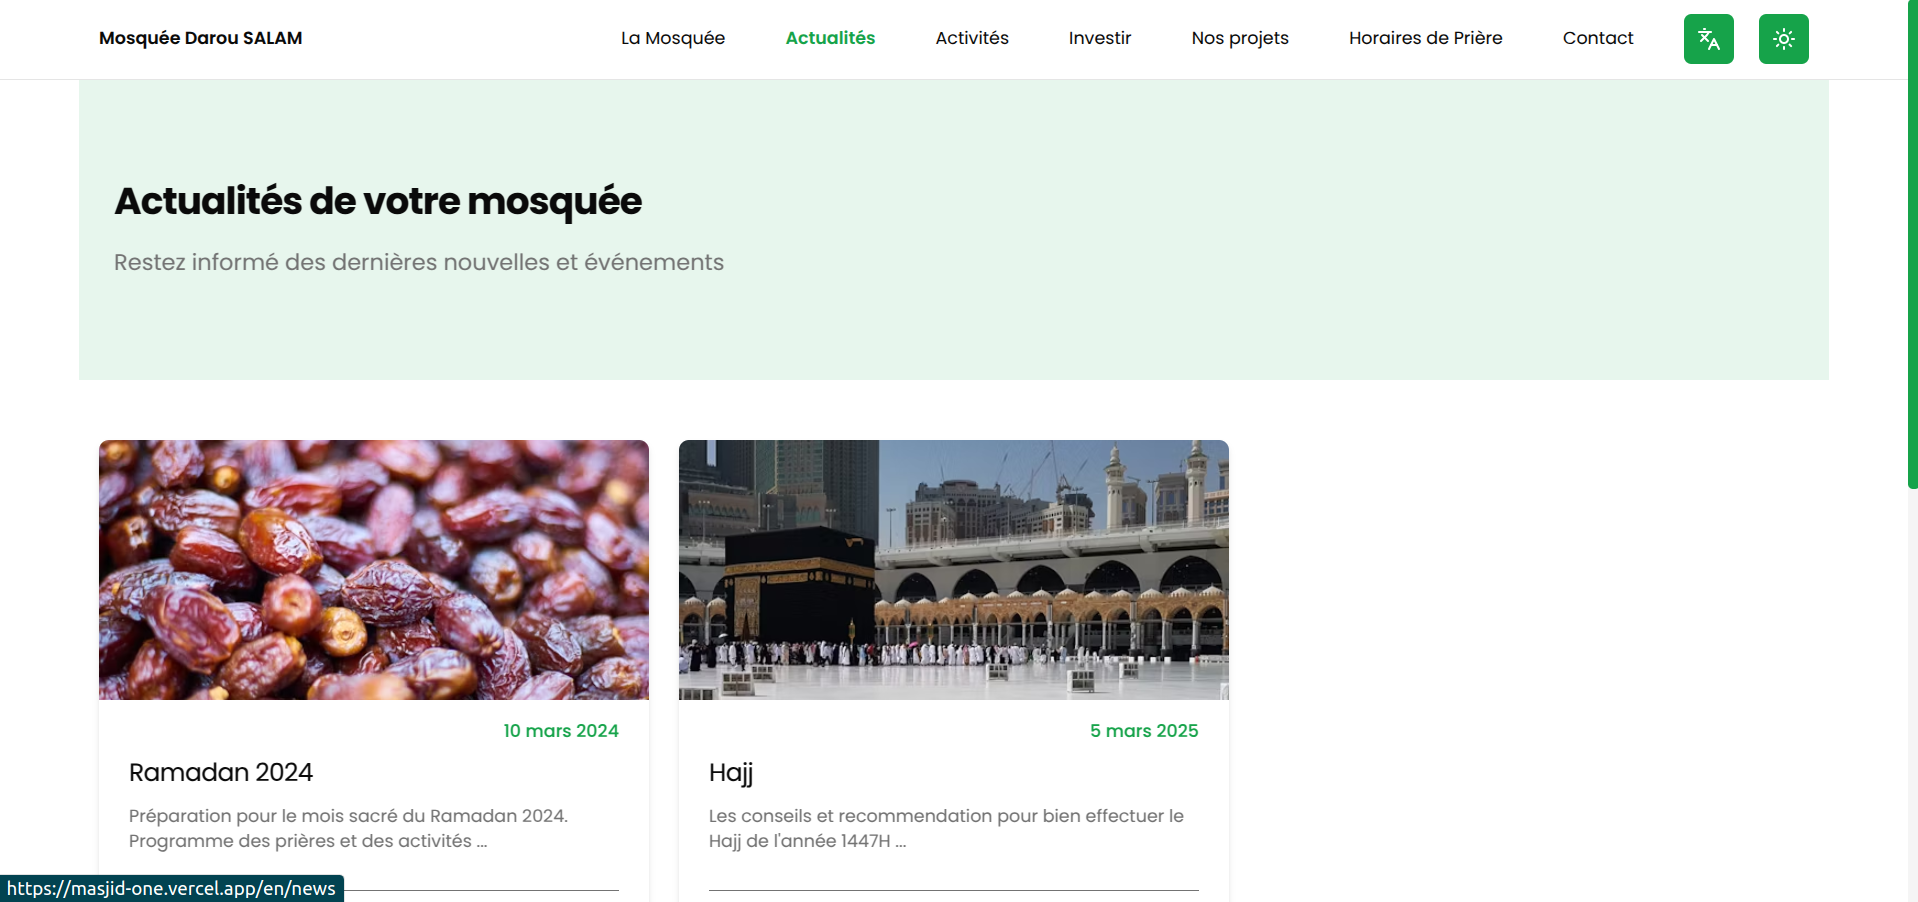 Mosquée Darou SALAM
La Mosquée
Actualités
Activités
Investir
Nos projets
Horaires de Prière
Contact
Actualités de votre mosquée
Restez informé des dernières nouvelles et événements
10 mars 2024
Ramadan 2024
Préparation pour le mois sacré du Ramadan 2024.
Programme des prières et des activités ...
5 mars 2025
Hajj
Les conseils et recommendation pour bien effectuer le
Hajj de l'année 1447H ...
https://masjid-one.vercel.app/en/news